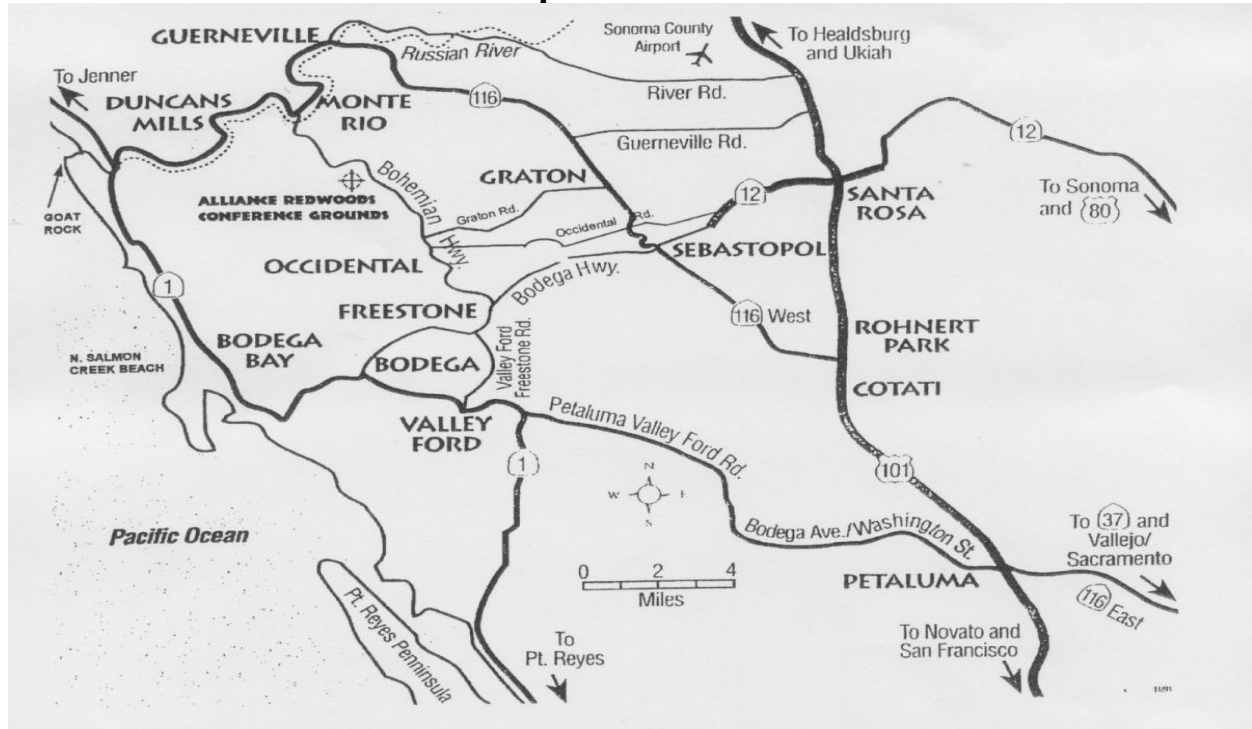 GUERNEVILLE
Russian River
Sonoma County
Airport
To Healdsburg
and Ukiah
To Jenner
DUNCANS
MILLS
MONTE
RIO
116
River Rd.
Guerneville Rd.
12
GRATON
ALLIANCE REDWOODS
CONFERENCE GROUNDS
Bohemian
Hwy.
Graton Rd.
Occidental Rd.
12
SANTA
ROSA
To Sonoma
and 80
GOAT
ROCK
OCCIDENTAL
SEBASTOPOL
Bodega Hwy.
1
FREESTONE
116 West
ROHNERT
PARK
BODEGA
BAY
N. SALMON
CREEK BEACH
BODEGA
Valley Ford
Freestone Rd.
COTATI
VALLEY
FORD
Petaluma Valley Ford Rd.
1
101
N
W E
S
Pacific Ocean
Bodega Ave./Washington St.
To 37 and
Vallejo/
Sacramento
0 2 4
Miles
PETALUMA
116 East
Pt. Reyes Penninsula
To
Pt. Reyes
To Novato and
San Francisco